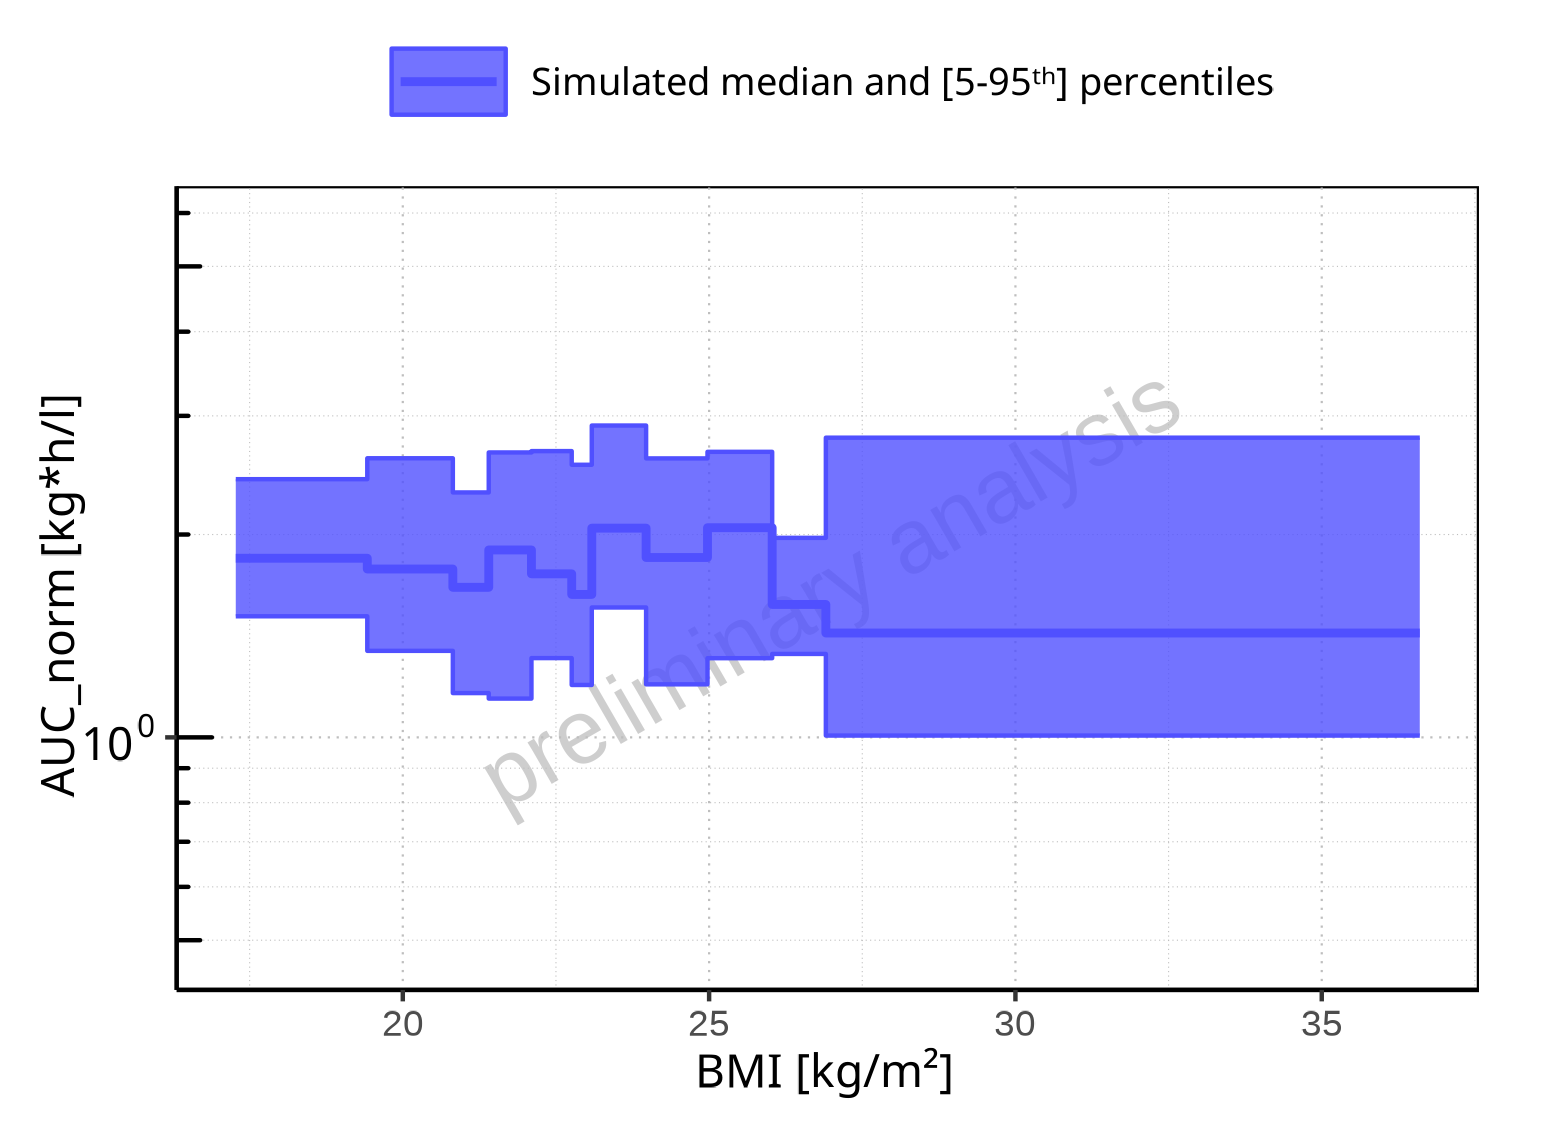 Simulated median and [5-95ᵗʰ] percentiles
AUC_norm [kg*h/l]
10⁰
preliminary analysis
20 25 30 35
BMI [kg/m²]